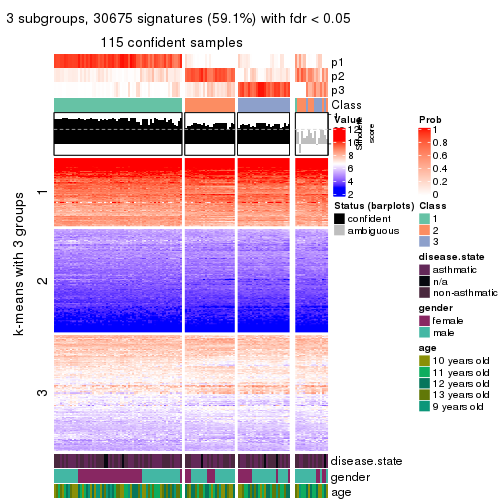 3 subgroups, 30675 signatures (59.1%) with fdr < 0.05
115 confident samples
p1
p2
p3
Class
Silhouette
score
k-means with 3 groups
1
2
3
disease.state
gender
age
Value
12
10
8
6
4
2
Status (barplots)
confident
ambiguous
Prob
1
0.8
0.6
0.4
0.2
0
Class
1
2
3
disease.state
asthmatic
n/a
non-asthmatic
gender
female
male
age
10 years old
11 years old
12 years old
13 years old
9 years old